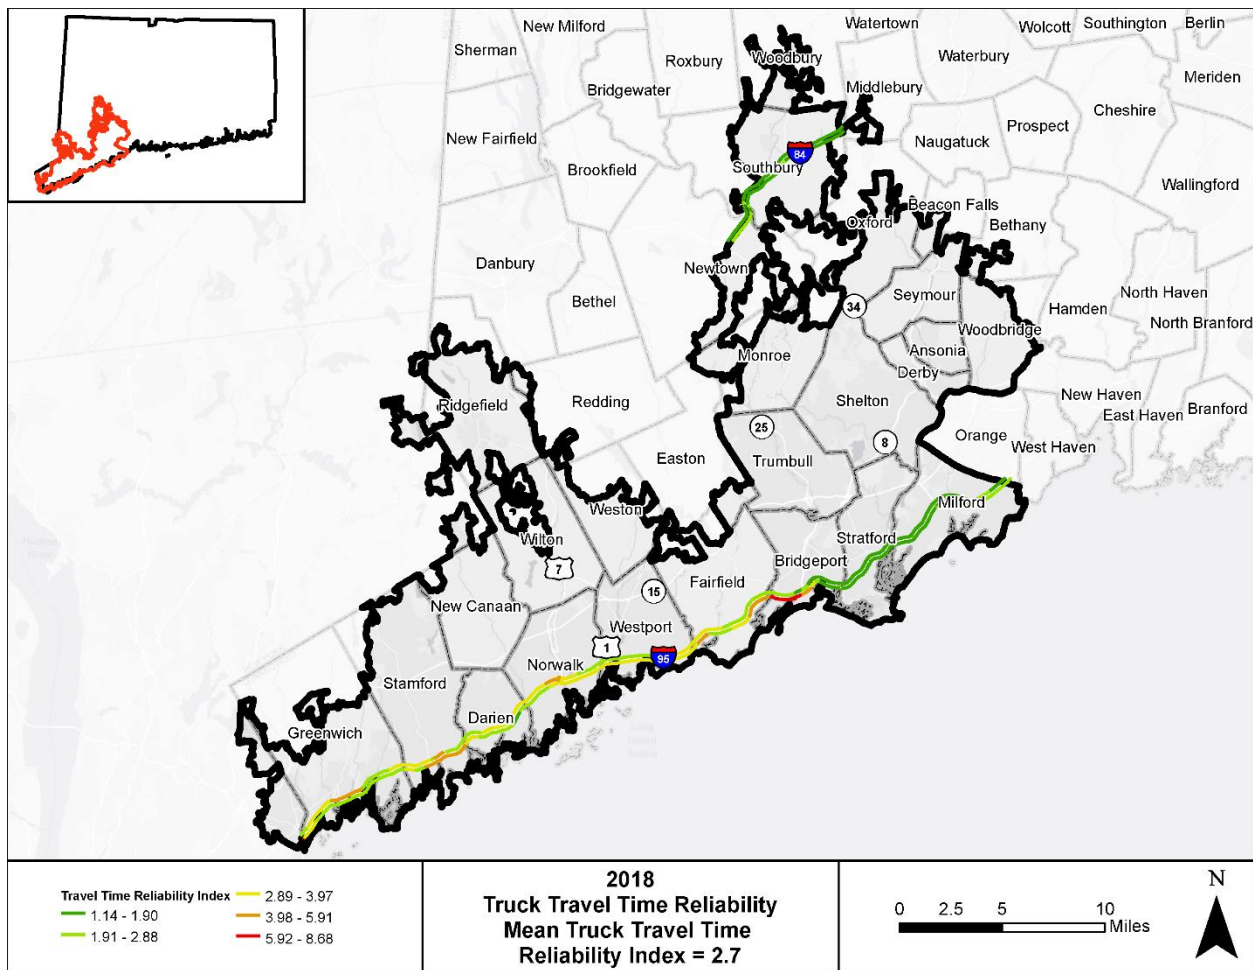 New Milford
Watertown
Wolcott
Southington
Berlin
Sherman
Roxbury
Woodbury
Waterbury
Meriden
Bridgewater
Middlebury
Cheshire
New Fairfield
Naugatuck
Prospect
Brookfield
Southbury
84
Wallingford
Beacon Falls
Oxford
Bethany
Danbury
Newtown
Bethel
Seymour
Hamden
North Haven
34
Woodbridge
North Branford
Monroe
Ansonia
Derby
Ridgefield
Redding
Shelton
New Haven
East Haven
Branford
25
8
Orange
West Haven
Easton
Trumbull
Weston
Milford
Wilton
Stratford
7
Bridgeport
Fairfield
15
New Canaan
Westport
1
95
Norwalk
Stamford
Darien
Greenwich
Travel Time Reliability Index
1.14 - 1.90
1.91 - 2.88
2.89 - 3.97
3.98 - 5.91
5.92 - 8.68
2018
Truck Travel Time Reliability
Mean Truck Travel Time
Reliability Index = 2.7
0 2.5 5 10
Miles
N